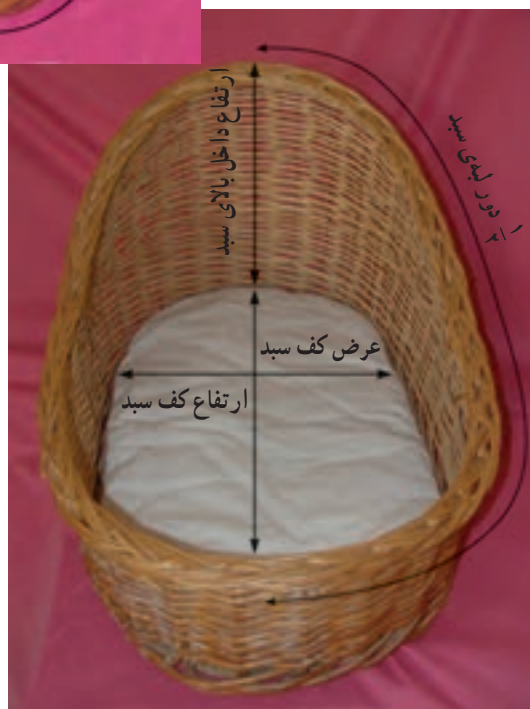 ارتفاع داخل بالای سبد
۱/۲ دور لبه‌ی سبد
عرض کف سبد
ارتفاع کف سبد